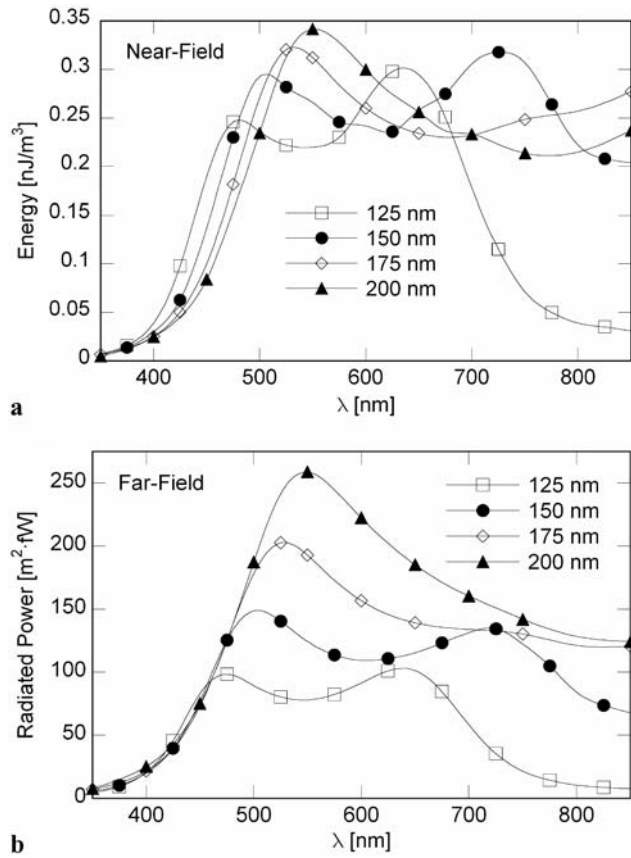 0.35
0.3
0.25
0.2
0.15
0.1
0.05
0
Energy [nJ/m³]
Near-Field
125 nm
150 nm
175 nm
200 nm
400 500 600 700 800
λ [nm]
a
250
200
150
100
50
0
Radiated Power [m²·fW]
Far-Field
125 nm
150 nm
175 nm
200 nm
400 500 600 700 800
λ [nm]
b